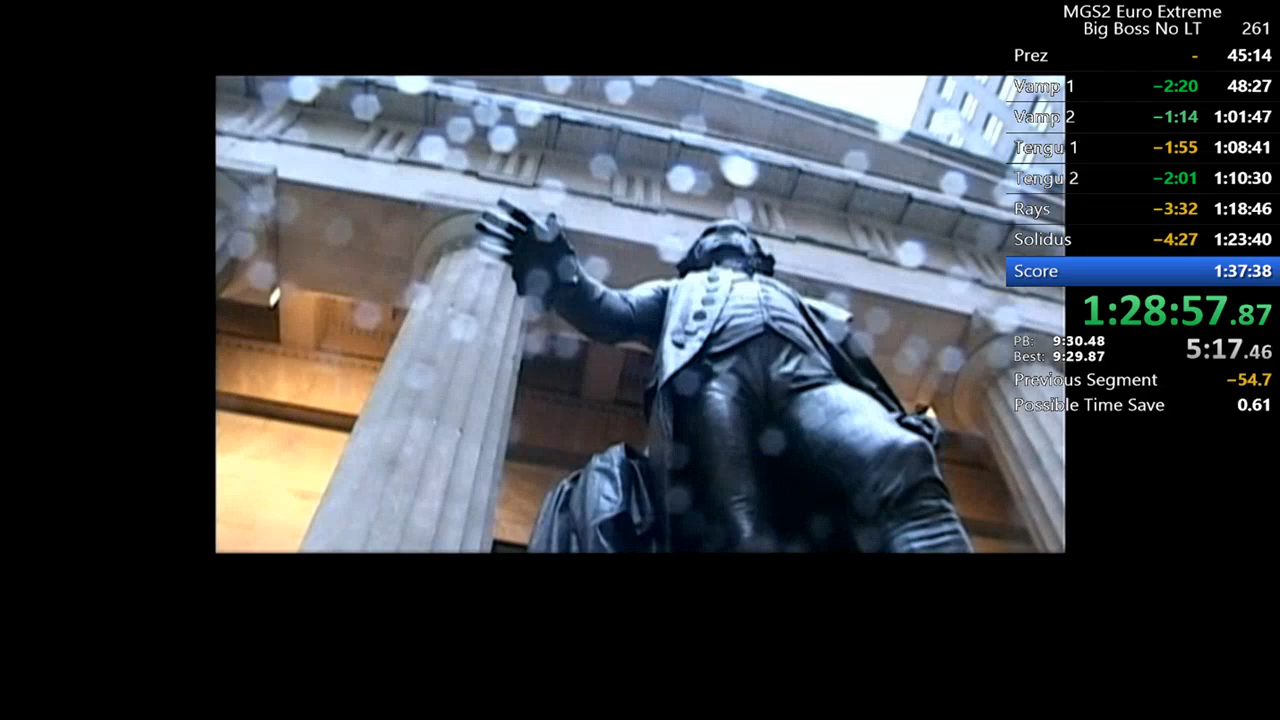 MGS2 Euro Extreme
Big Boss No LT 261
Prez - 45:14
Vamp 1 −2:20 48:27
Vamp 2 −1:14 1:01:47
Tengu 1 −1:55 1:08:41
Tengu 2 −2:01 1:10:30
Rays −3:32 1:18:46
Solidus −4:27 1:23:40
Score 1:37:38
1:28:57.87
PB: 9:30.48
Best: 9:29.87
5:17.46
Previous Segment −54.7
Possible Time Save 0.61